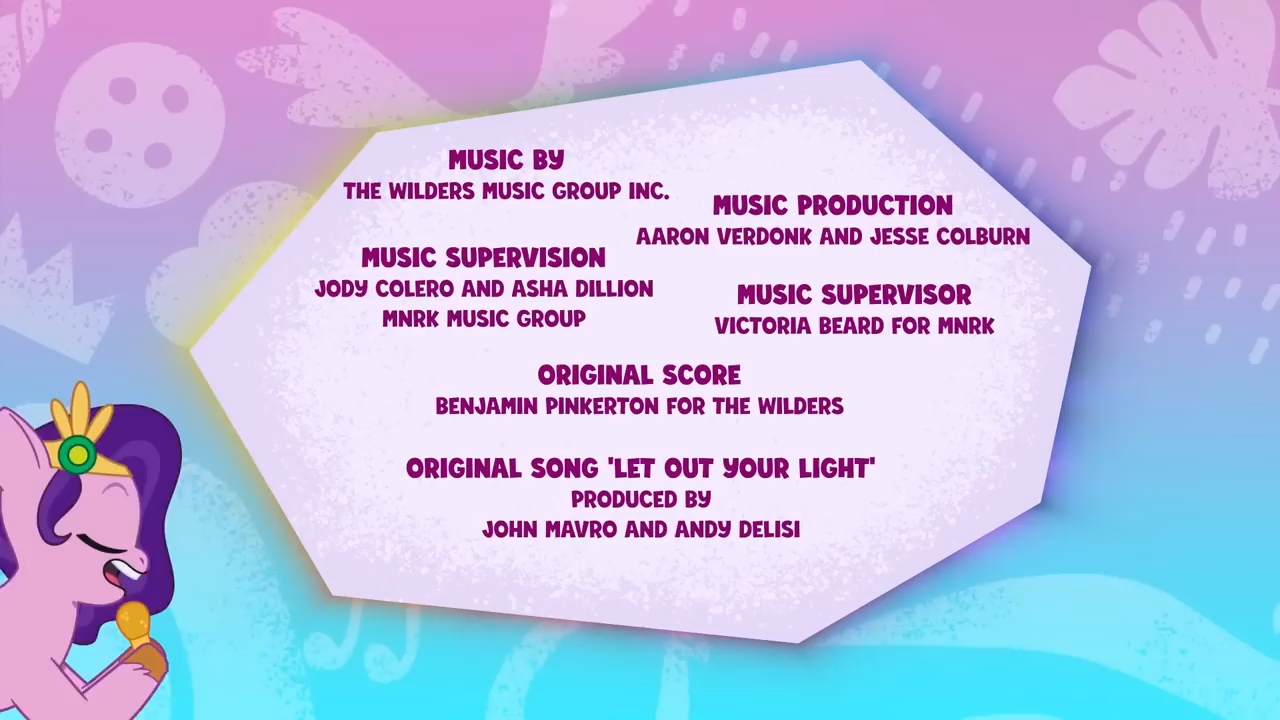 MUSIC BY
THE WILDERS MUSIC GROUP INC.
MUSIC PRODUCTION
AARON VERDONK AND JESSE COLBURN
MUSIC SUPERVISION
JODY COLERO AND ASHA DILLION
MNRK MUSIC GROUP
MUSIC SUPERVISOR
VICTORIA BEARD FOR MNRK
ORIGINAL SCORE
BENJAMIN PINKERTON FOR THE WILDERS
ORIGINAL SONG 'LET OUT YOUR LIGHT'
PRODUCED BY
JOHN MAVRO AND ANDY DELISI